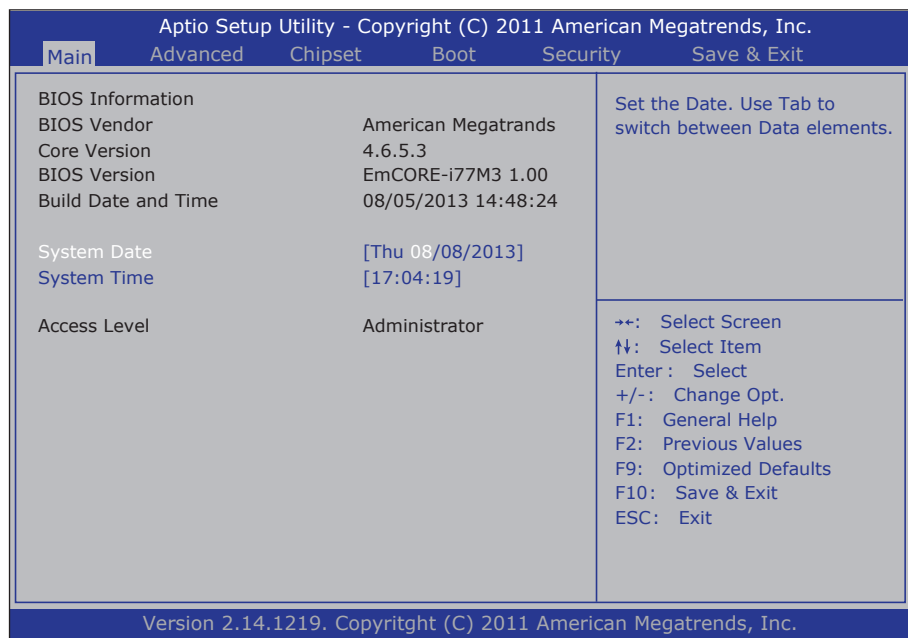 Aptio Setup Utility - Copyright (C) 2011 American Megatrends, Inc.
Main Advanced Chipset Boot Security Save & Exit
BIOS Information
BIOS Vendor American Megatrands
Core Version 4.6.5.3
BIOS Version EmCORE-i77M3 1.00
Build Date and Time 08/05/2013 14:48:24
System Date [Thu 08/08/2013]
System Time [17:04:19]
Access Level Administrator
Set the Date. Use Tab to
switch between Data elements.
→←: Select Screen
↑↓: Select Item
Enter : Select
+/-: Change Opt.
F1: General Help
F2: Previous Values
F9: Optimized Defaults
F10: Save & Exit
ESC: Exit
Version 2.14.1219. Copyritght (C) 2011 American Megatrends, Inc.